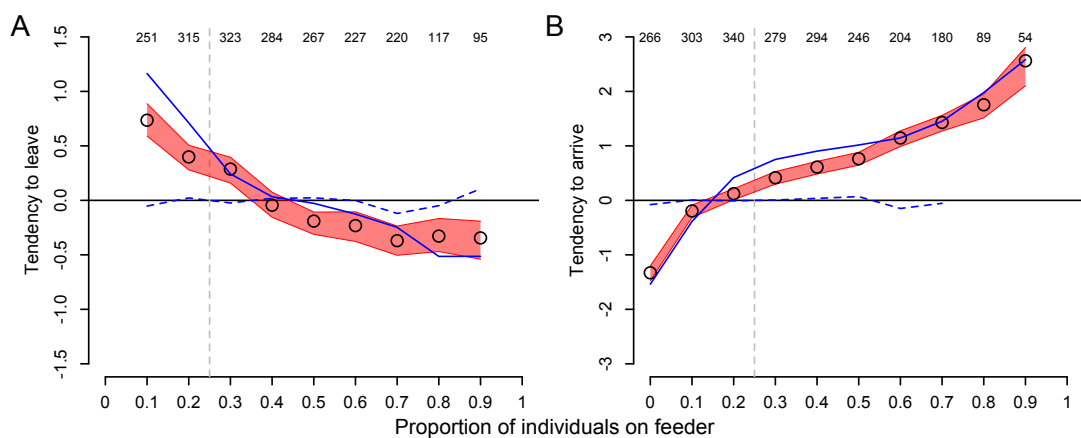 A
251 315 323 284 267 227 220 117 95
Tendency to leave
1.5
1.0
0.5
0.0
-0.5
-1.0
-1.5
0 0.1 0.2 0.3 0.4 0.5 0.6 0.7 0.8 0.9 1
B
266 303 340 279 294 246 204 180 89 54
Tendency to arrive
3
2
1
0
-1
-2
-3
0 0.1 0.2 0.3 0.4 0.5 0.6 0.7 0.8 0.9 1
Proportion of individuals on feeder